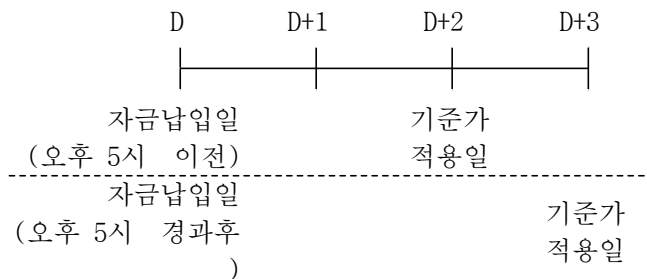 D D+1 D+2 D+3
자금납입일 기준가
(오후 5시 이전) 적용일
자금납입일
기준가
(오후 5시 경과후
적용일
)